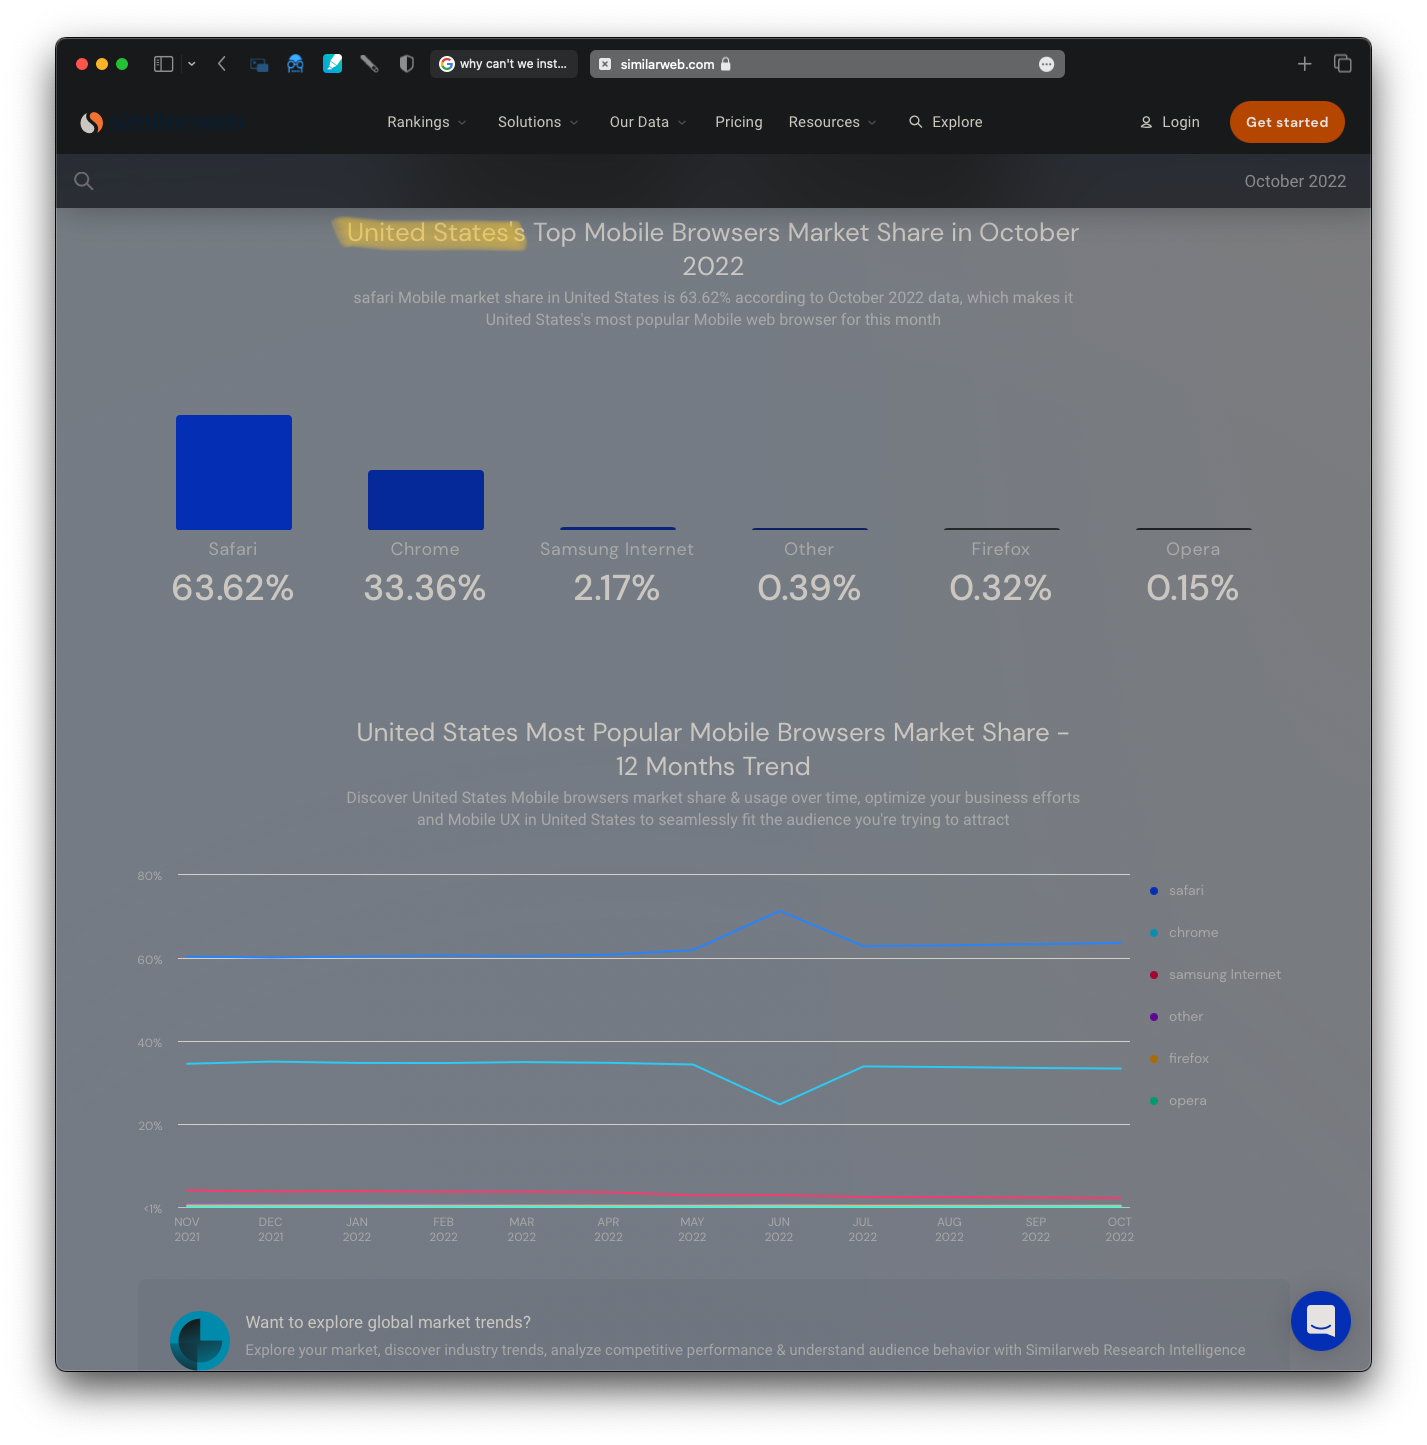 why can't we inst...
similarweb.com
similarweb
Rankings
Solutions
Our Data
Pricing
Resources
Explore
Login
Get started
October 2022
United States's Top Mobile Browsers Market Share in October
2022
safari Mobile market share in United States is 63.62% according to October 2022 data, which makes it
United States's most popular Mobile web browser for this month
Safari
63.62%
Chrome
33.36%
Samsung Internet
2.17%
Other
0.39%
Firefox
0.32%
Opera
0.15%
United States Most Popular Mobile Browsers Market Share -
12 Months Trend
Discover United States Mobile browsers market share & usage over time, optimize your business efforts
and Mobile UX in United States to seamlessly fit the audience you're trying to attract
80%
60%
40%
20%
<1%
NOV
2021
DEC
2021
JAN
2022
FEB
2022
MAR
2022
APR
2022
MAY
2022
JUN
2022
JUL
2022
AUG
2022
SEP
2022
OCT
2022
safari
chrome
samsung Internet
other
firefox
opera
Want to explore global market trends?
Explore your market, discover industry trends, analyze competitive performance & understand audience behavior with Similarweb Research Intelligence